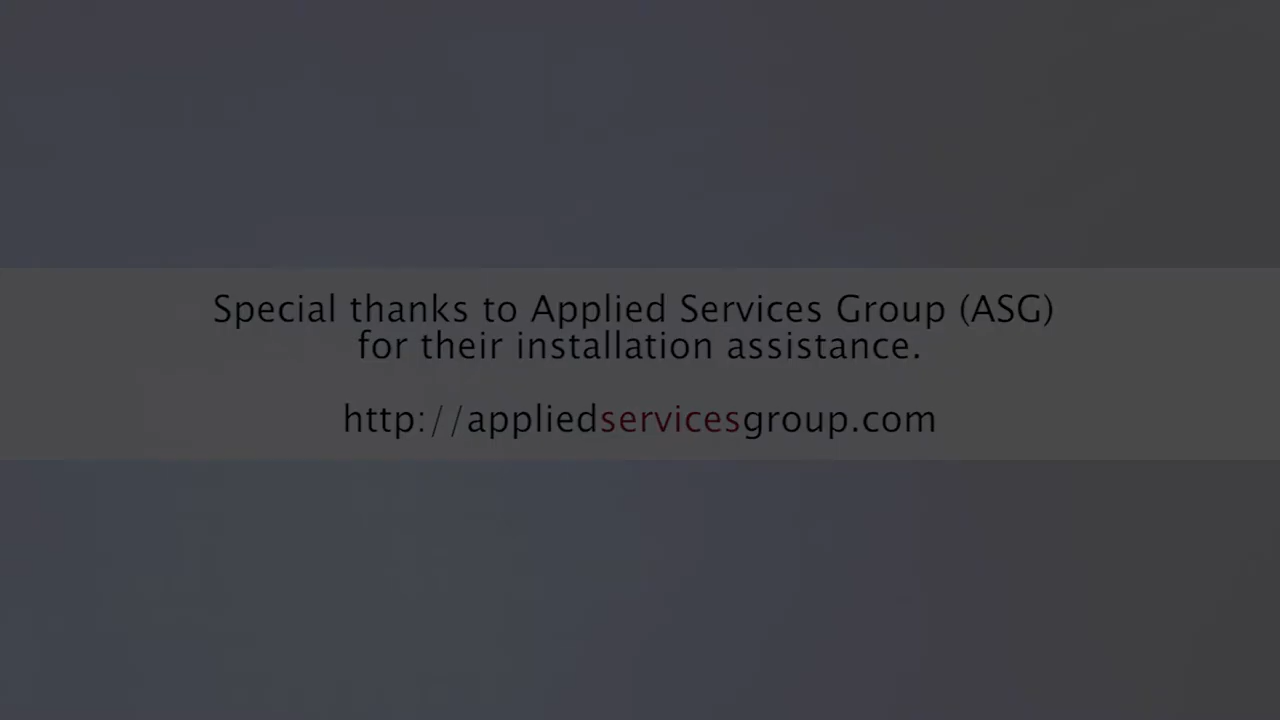 Special thanks to Applied Services Group (ASG)
for their installation assistance.
http://appliedservicesgroup.com